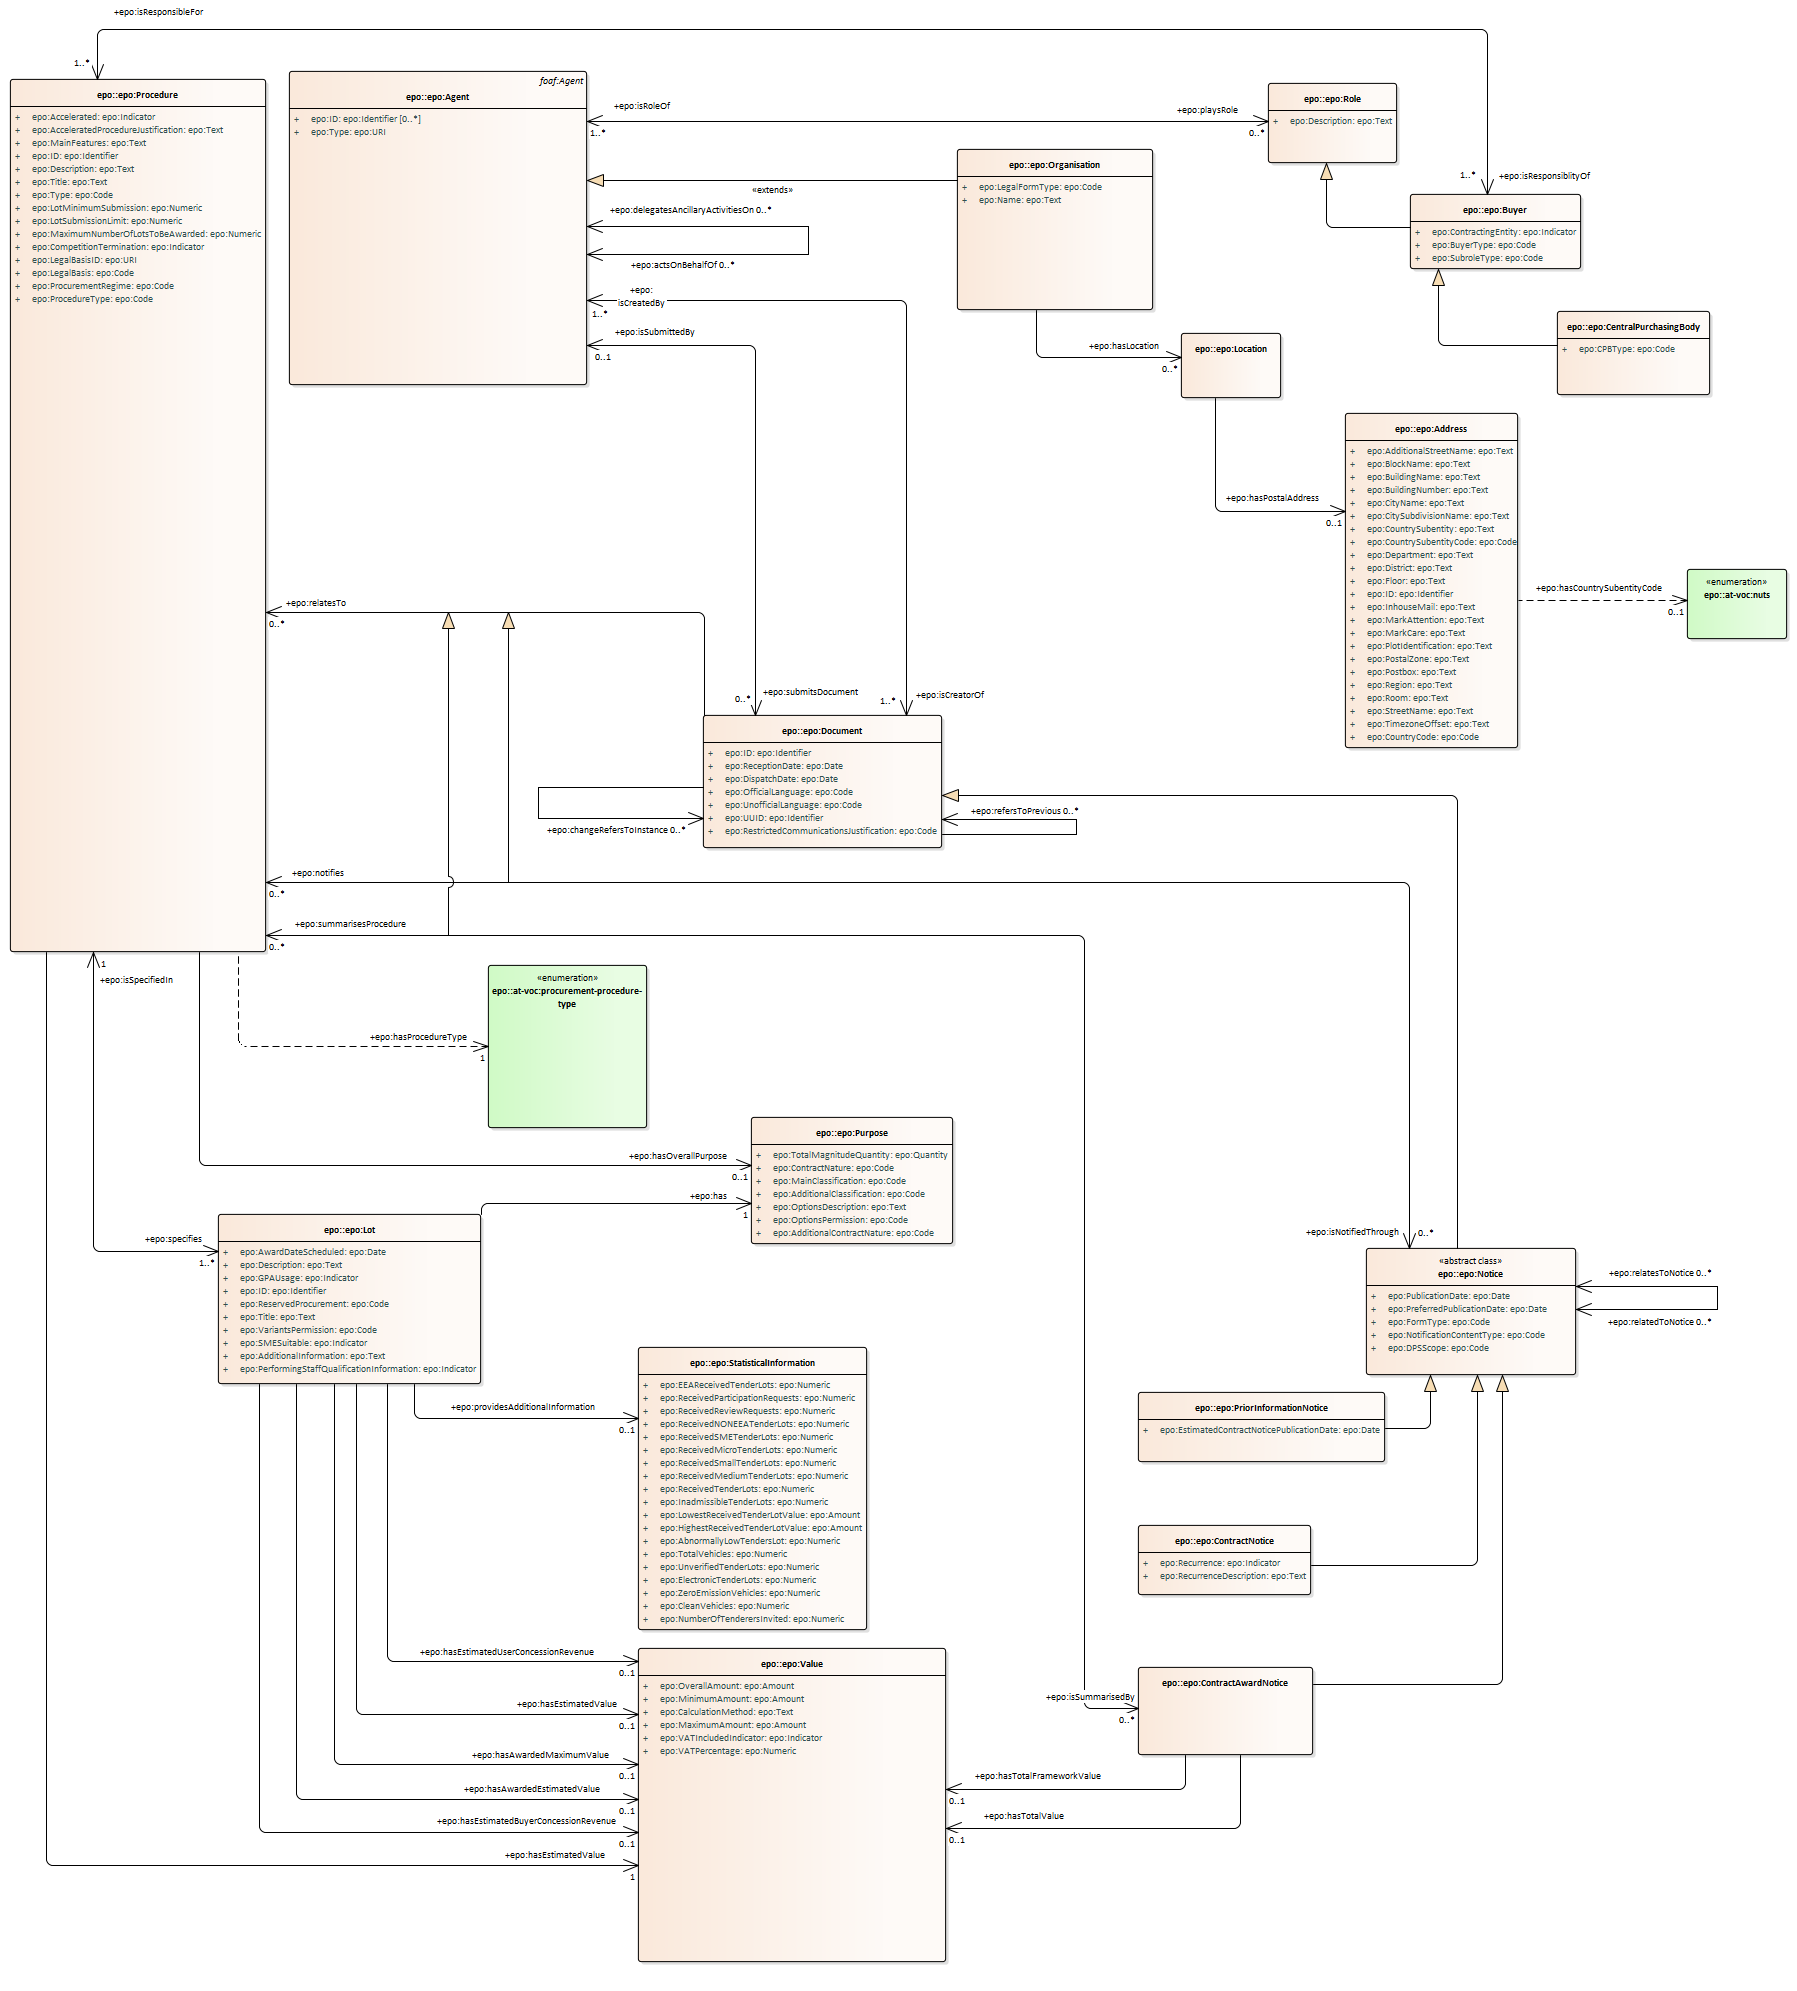 +epo:isResponsibleFor
1..*
epo::epo:Procedure
+ epo:Accelerated: epo:Indicator
+ epo:AcceleratedProcedureJustification: epo:Text
+ epo:MainFeatures: epo:Text
+ epo:ID: epo:Identifier
+ epo:Description: epo:Text
+ epo:Title: epo:Text
+ epo:Type: epo:Code
+ epo:LotMinimumSubmission: epo:Numeric
+ epo:LotSubmissionLimit: epo:Numeric
+ epo:MaximumNumberOfLotsToBeAwarded: epo:Numeric
+ epo:CompetitionTermination: epo:Indicator
+ epo:LegalBasisID: epo:URI
+ epo:LegalBasis: epo:Code
+ epo:ProcurementRegime: epo:Code
+ epo:ProcedureType: epo:Code
foaf:Agent
epo::epo:Agent
+ epo:ID: epo:Identifier [0..*]
+ epo:Type: epo:URI
+epo:isRoleOf
1..*
+epo:playsRole
0..*
epo::epo:Role
+ epo:Description: epo:Text
«extends»
epo::epo:Organisation
+ epo:LegalFormType: epo:Code
+ epo:Name: epo:Text
1..*
+epo:isResponsiblityOf
epo::epo:Buyer
+ epo:ContractingEntity: epo:Indicator
+ epo:BuyerType: epo:Code
+ epo:SubroleType: epo:Code
+epo:delegatesAncillaryActivitiesOn 0..*
+epo:actsOnBehalfOf 0..*
+epo:
isCreatedBy
1..*
+epo:isSubmittedBy
0..1
epo::epo:CentralPurchasingBody
+ epo:CPBType: epo:Code
+epo:hasLocation
0..*
epo::epo:Location
+epo:hasPostalAddress
0..1
epo::epo:Address
+ epo:AdditionalStreetName: epo:Text
+ epo:BlockName: epo:Text
+ epo:BuildingName: epo:Text
+ epo:BuildingNumber: epo:Text
+ epo:CityName: epo:Text
+ epo:CitySubdivisionName: epo:Text
+ epo:CountrySubentity: epo:Text
+ epo:CountrySubentityCode: epo:Code
+ epo:Department: epo:Text
+ epo:District: epo:Text
+ epo:Floor: epo:Text
+ epo:ID: epo:Identifier
+ epo:InhouseMail: epo:Text
+ epo:MarkAttention: epo:Text
+ epo:MarkCare: epo:Text
+ epo:PlotIdentification: epo:Text
+ epo:PostalZone: epo:Text
+ epo:Postbox: epo:Text
+ epo:Region: epo:Text
+ epo:Room: epo:Text
+ epo:StreetName: epo:Text
+ epo:TimezoneOffset: epo:Text
+ epo:CountryCode: epo:Code
+epo:hasCountrySubentityCode
0..1
«enumeration»
epo::at-voc:nuts
+epo:relatesTo
0..*
0..*
+epo:submitsDocument
1..*
+epo:isCreatorOf
epo::epo:Document
+ epo:ID: epo:Identifier
+ epo:ReceptionDate: epo:Date
+ epo:DispatchDate: epo:Date
+ epo:OfficialLanguage: epo:Code
+ epo:UnofficialLanguage: epo:Code
+ epo:UUID: epo:Identifier
+ epo:RestrictedCommunicationsJustification: epo:Code
+epo:changeRefersToInstance 0..*
+epo:refersToPrevious 0..*
+epo:notifies
0..*
+epo:summarisesProcedure
0..*
1
+epo:isSpecifiedIn
«enumeration»
epo::at-voc:procurement-procedure-
type
+epo:hasProcedureType
1
+epo:hasOverallPurpose
0..1
+epo:has
1
epo::epo:Purpose
+ epo:TotalMagnitudeQuantity: epo:Quantity
+ epo:ContractNature: epo:Code
+ epo:MainClassification: epo:Code
+ epo:AdditionalClassification: epo:Code
+ epo:OptionsDescription: epo:Text
+ epo:OptionsPermission: epo:Code
+ epo:AdditionalContractNature: epo:Code
+epo:specifies
1..*
epo::epo:Lot
+ epo:AwardDateScheduled: epo:Date
+ epo:Description: epo:Text
+ epo:GPAUsage: epo:Indicator
+ epo:ID: epo:Identifier
+ epo:ReservedProcurement: epo:Code
+ epo:Title: epo:Text
+ epo:VariantsPermission: epo:Code
+ epo:SMESuitable: epo:Indicator
+ epo:AdditionalInformation: epo:Text
+ epo:PerformingStaffQualificationInformation: epo:Indicator
+epo:isNotifiedThrough
0..*
«abstract class»
epo::epo:Notice
+ epo:PublicationDate: epo:Date
+ epo:PreferredPublicationDate: epo:Date
+ epo:FormType: epo:Code
+ epo:NotificationContentType: epo:Code
+ epo:DPSScope: epo:Code
+epo:relatesToNotice 0..*
+epo:relatedToNotice 0..*
+epo:providesAdditionalInformation
0..1
epo::epo:StatisticalInformation
+ epo:EEAReceivedTenderLots: epo:Numeric
+ epo:ReceivedParticipationRequests: epo:Numeric
+ epo:ReceivedReviewRequests: epo:Numeric
+ epo:ReceivedNONEEATenderLots: epo:Numeric
+ epo:ReceivedSMETenderLots: epo:Numeric
+ epo:ReceivedMicroTenderLots: epo:Numeric
+ epo:ReceivedSmallTenderLots: epo:Numeric
+ epo:ReceivedMediumTenderLots: epo:Numeric
+ epo:ReceivedTenderLots: epo:Numeric
+ epo:InadmissibleTenderLots: epo:Numeric
+ epo:LowestReceivedTenderLotValue: epo:Amount
+ epo:HighestReceivedTenderLotValue: epo:Amount
+ epo:AbnormallyLowTendersLot: epo:Numeric
+ epo:TotalVehicles: epo:Numeric
+ epo:UnverifiedTenderLots: epo:Numeric
+ epo:ElectronicTenderLots: epo:Numeric
+ epo:ZeroEmissionVehicles: epo:Numeric
+ epo:CleanVehicles: epo:Numeric
+ epo:NumberOfTenderersInvited: epo:Numeric
epo::epo:PriorInformationNotice
+ epo:EstimatedContractNoticePublicationDate: epo:Date
epo::epo:ContractNotice
+ epo:Recurrence: epo:Indicator
+ epo:RecurrenceDescription: epo:Text
+epo:hasEstimatedUserConcessionRevenue
0..1
+epo:hasEstimatedValue
0..1
+epo:hasAwardedMaximumValue
0..1
+epo:hasAwardedEstimatedValue
0..1
+epo:hasEstimatedBuyerConcessionRevenue
0..1
+epo:hasEstimatedValue
1
epo::epo:Value
+ epo:OverallAmount: epo:Amount
+ epo:MinimumAmount: epo:Amount
+ epo:CalculationMethod: epo:Text
+ epo:MaximumAmount: epo:Amount
+ epo:VATIncludedIndicator: epo:Indicator
+ epo:VATPercentage: epo:Numeric
+epo:isSummarisedBy
0..*
epo::epo:ContractAwardNotice
+epo:hasTotalFrameworkValue
0..1
+epo:hasTotalValue
0..1